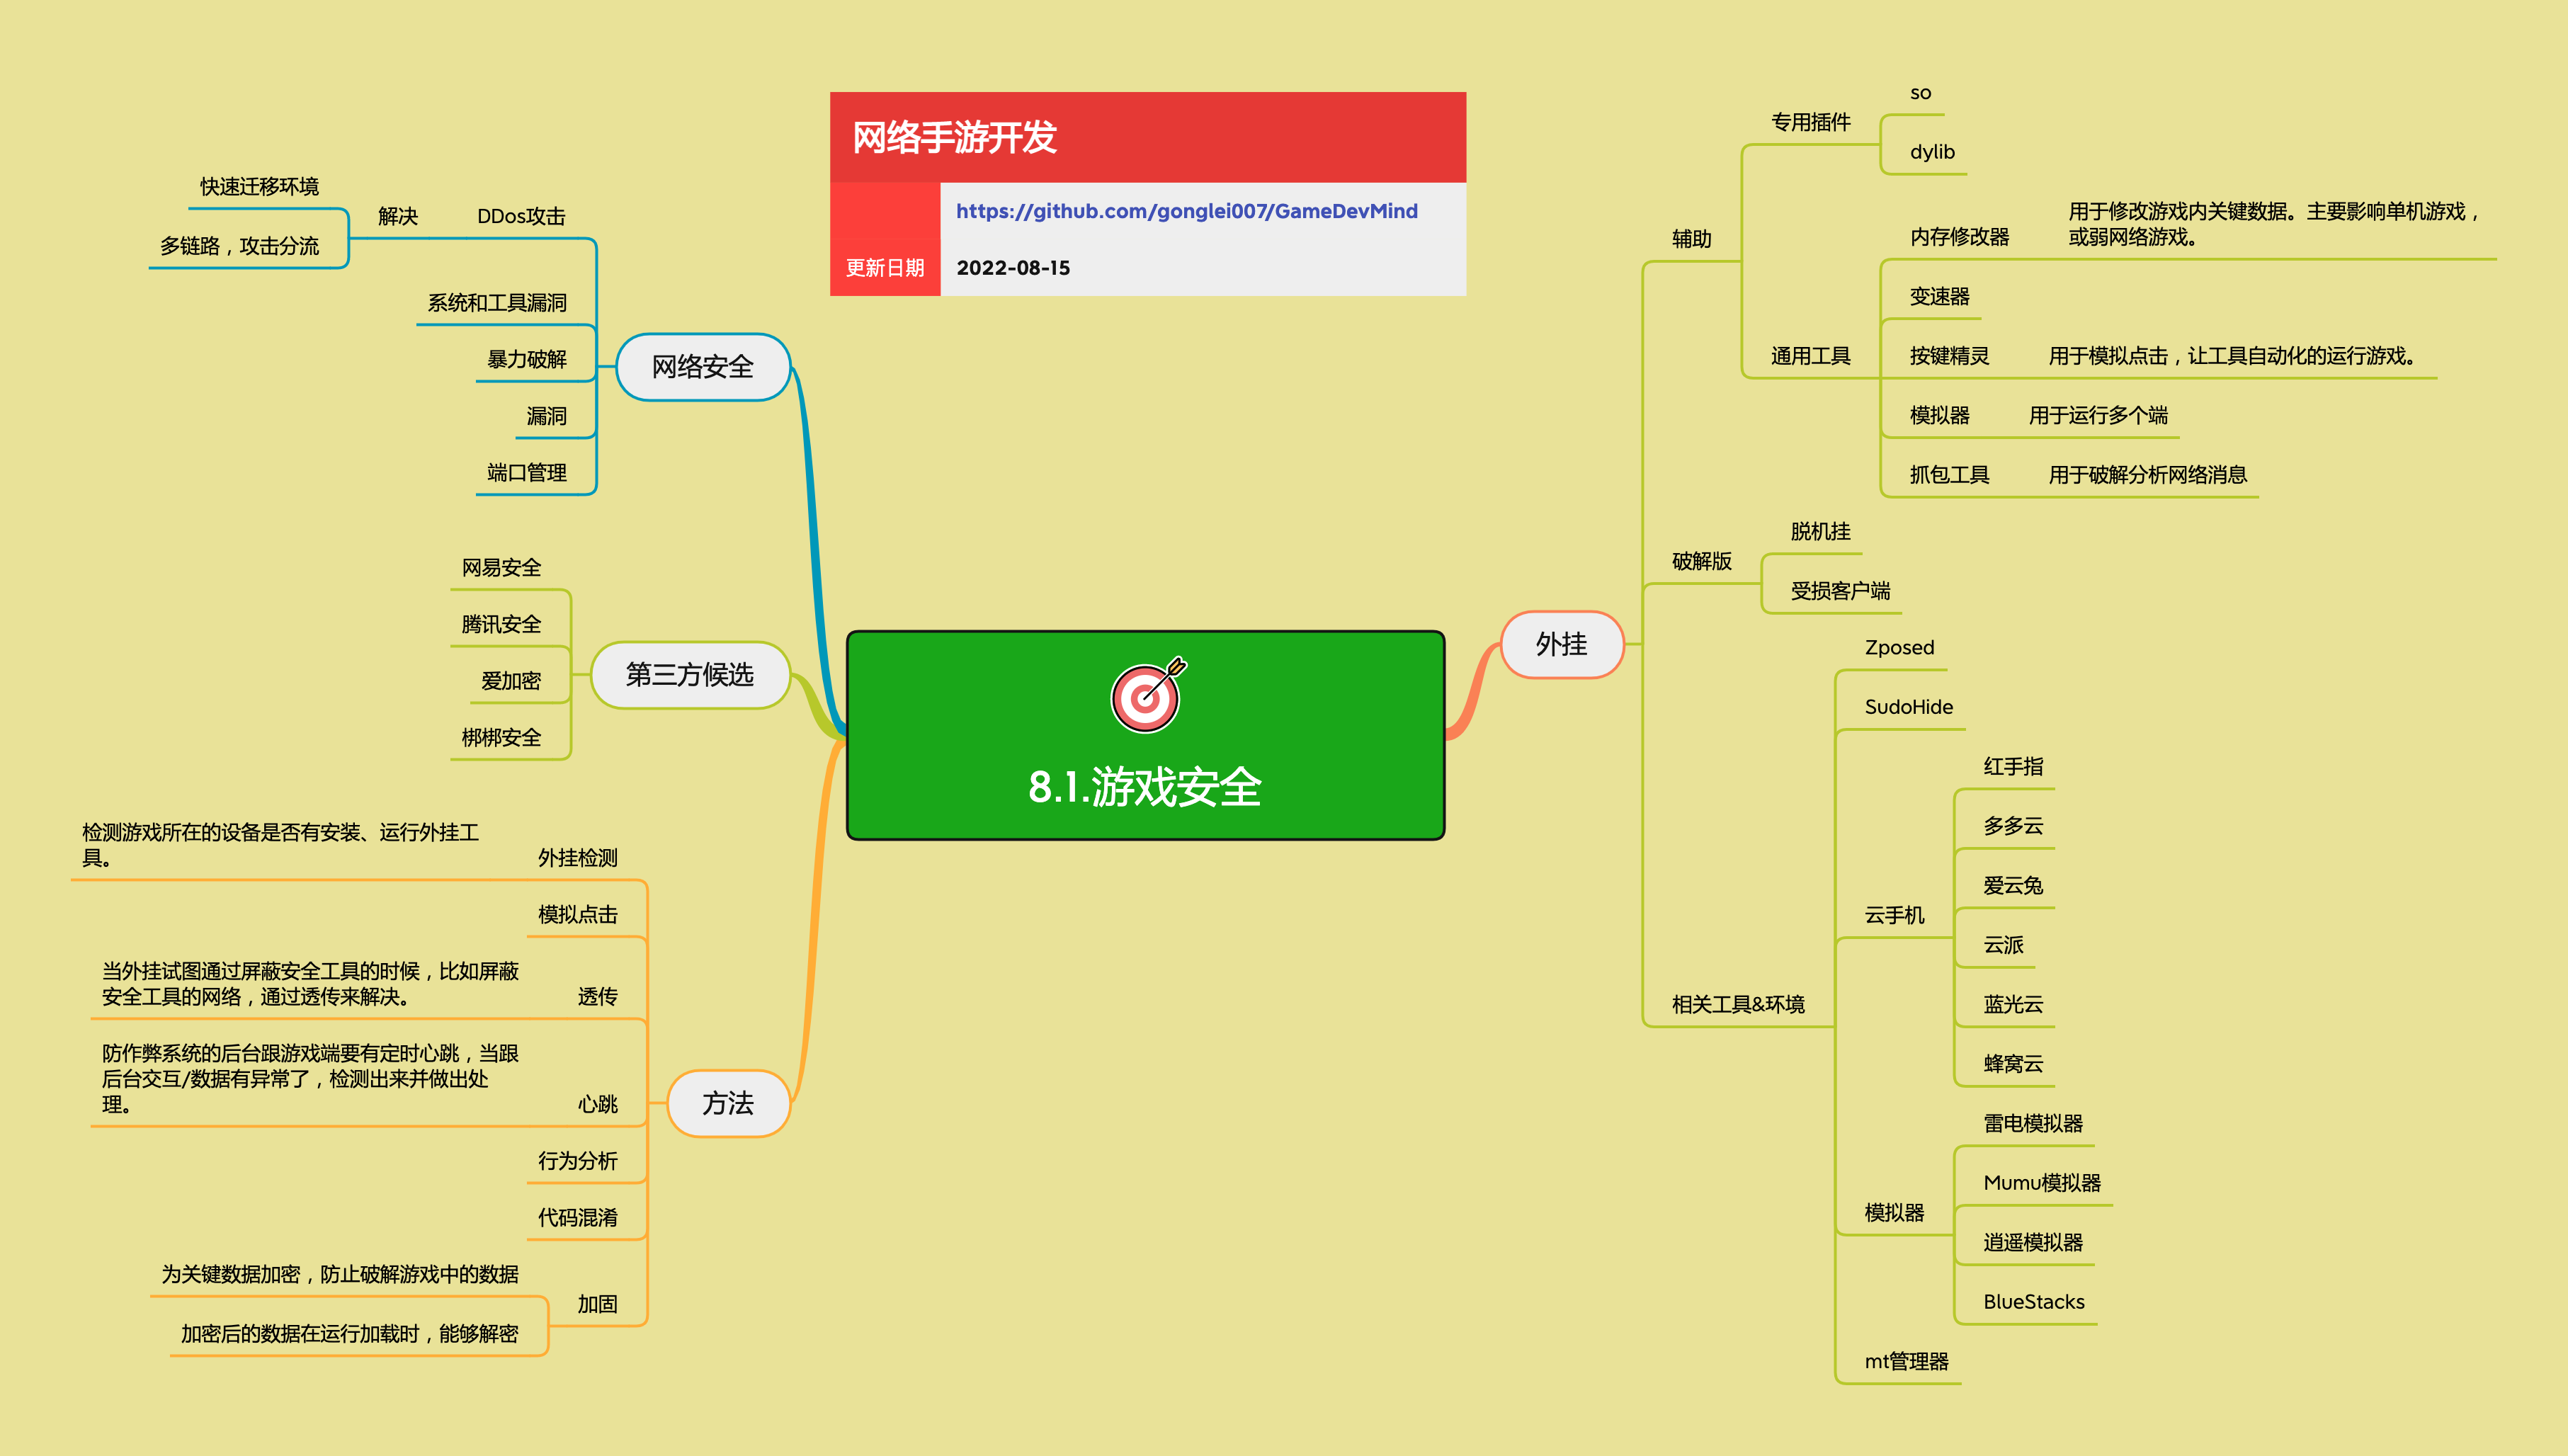 网络手游开发
https://github.com/gonglei007/GameDevMind
更新日期
2022-08-15
8.1.游戏安全
网络安全
DDos攻击
解决
快速迁移环境
多链路，攻击分流
系统和工具漏洞
暴力破解
漏洞
端口管理
第三方候选
网易安全
腾讯安全
爱加密
梆梆安全
方法
外挂检测
检测游戏所在的设备是否有安装、运行外挂工
具。
模拟点击
透传
当外挂试图通过屏蔽安全工具的时候，比如屏蔽
安全工具的网络，通过透传来解决。
心跳
防作弊系统的后台跟游戏端要有定时心跳，当跟
后台交互/数据有异常了，检测出来并做出处
理。
行为分析
代码混淆
加固
为关键数据加密，防止破解游戏中的数据
加密后的数据在运行加载时，能够解密
外挂
辅助
专用插件
so
dylib
通用工具
内存修改器
用于修改游戏内关键数据。主要影响单机游戏，
或弱网络游戏。
变速器
按键精灵
用于模拟点击，让工具自动化的运行游戏。
模拟器
用于运行多个端
抓包工具
用于破解分析网络消息
破解版
脱机挂
受损客户端
相关工具&环境
Zposed
SudoHide
云手机
红手指
多多云
爱云兔
云派
蓝光云
蜂窝云
模拟器
雷电模拟器
Mumu模拟器
逍遥模拟器
BlueStacks
mt管理器